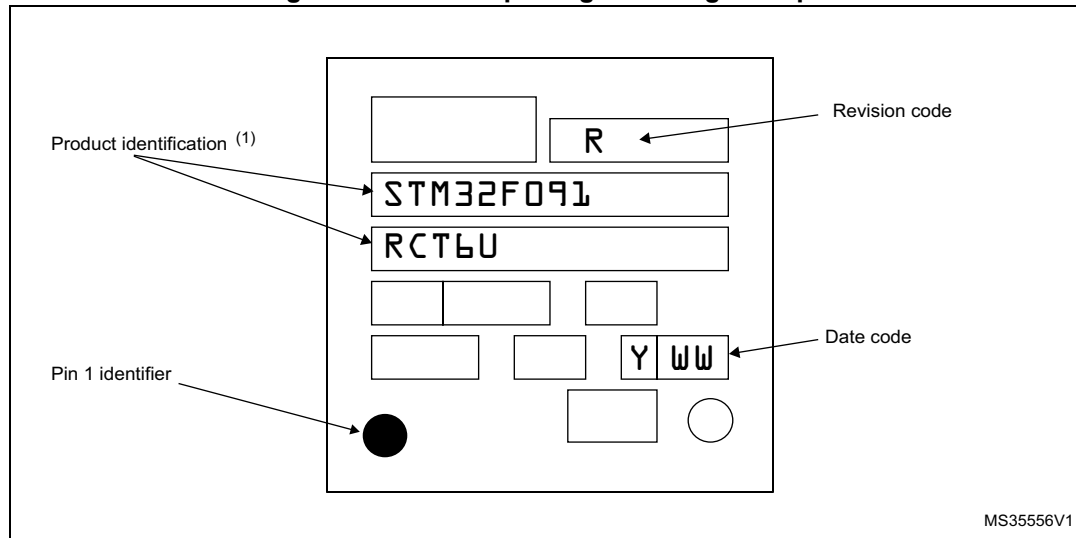 Revision code
R
Product identification (1)
STM32F091
RCT6U
Date code
Y WW
Pin 1 identifier
MS35556V1